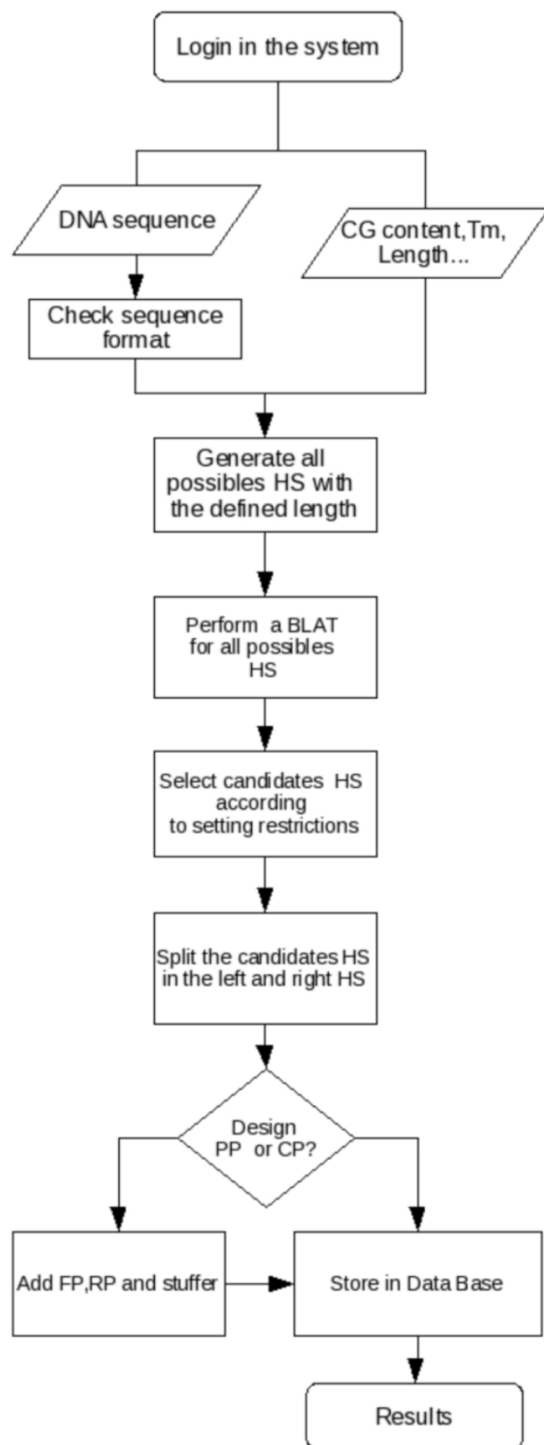 Login in the system
DNA sequence
CG content,Tm,
Length...
Check sequence
format
Generate all
possibles HS with
the defined length
Perform a BLAT
for all possibles
HS
Select candidates HS
according
to setting restrictions
Split the candidates HS
in the left and right HS
Design
PP or CP?
Add FP,RP and stuffer
Store in Data Base
Results